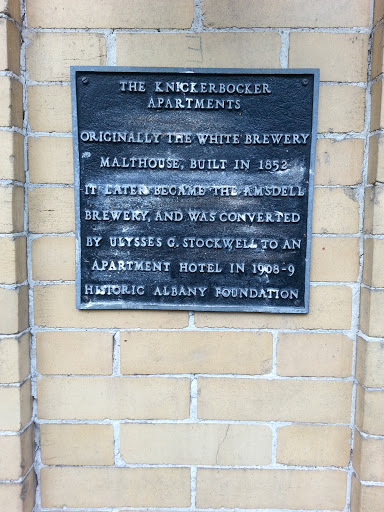 THE KNICKERBOCKER
APARTMENTS
ORIGINALLY THE WHITE BREWERY
MALTHOUSE, BUILT IN 1852
IT LATER BECAME THE AMSDELL
BREWERY, AND WAS CONVERTED
BY ULYSSES G. STOCKWELL TO AN
APARTMENT HOTEL IN 1908-9
HISTORIC ALBANY FOUNDATION